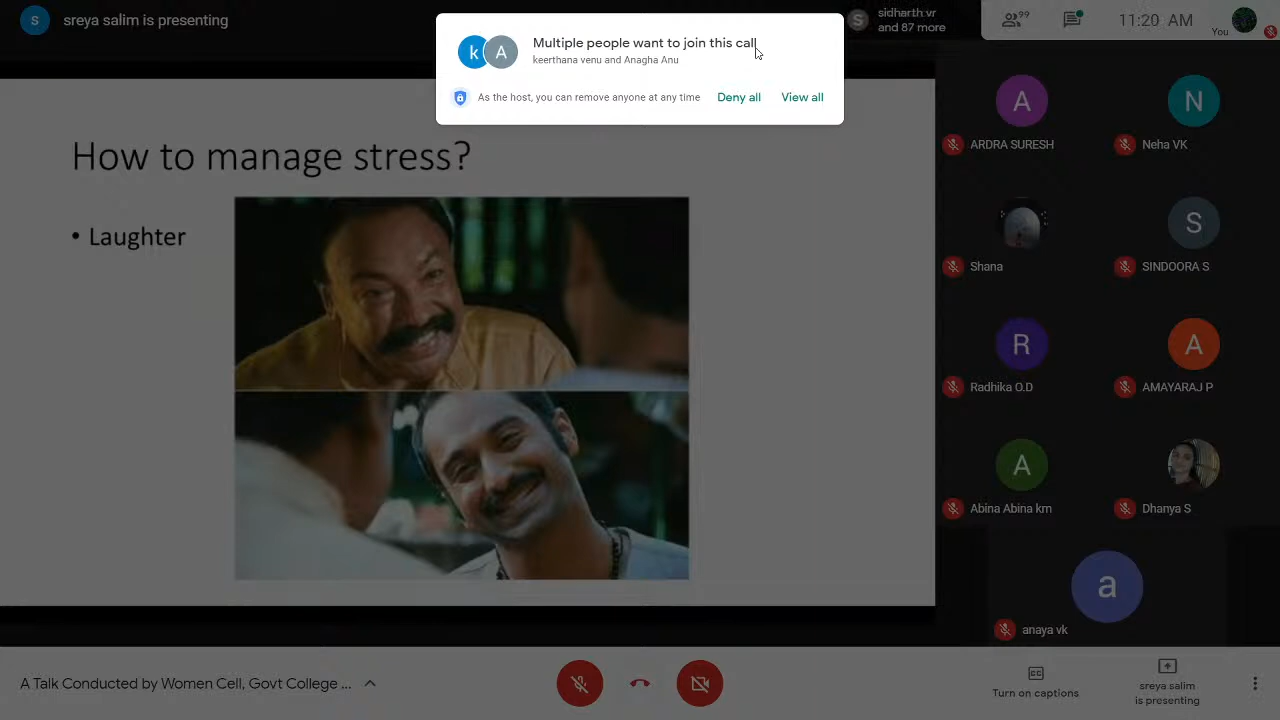 s
sreya salim is presenting
Multiple people want to join this call
k
A
keerthana venu and Anagha Anu
As the host, you can remove anyone at any time
Deny all
View all
S
sidharth.vr
and 87 more
99
11:20 AM
You
How to manage stress?
• Laughter
A
ARDRA SURESH
N
Neha VK
Shana
S
SINDOORA S
R
Radhika O.D
A
AMAYARAJ P
A
Abina Abina km
Dhanya S
a
anaya vk
A Talk Conducted by Women Cell, Govt College ...
CC
Turn on captions
sreya salim
is presenting